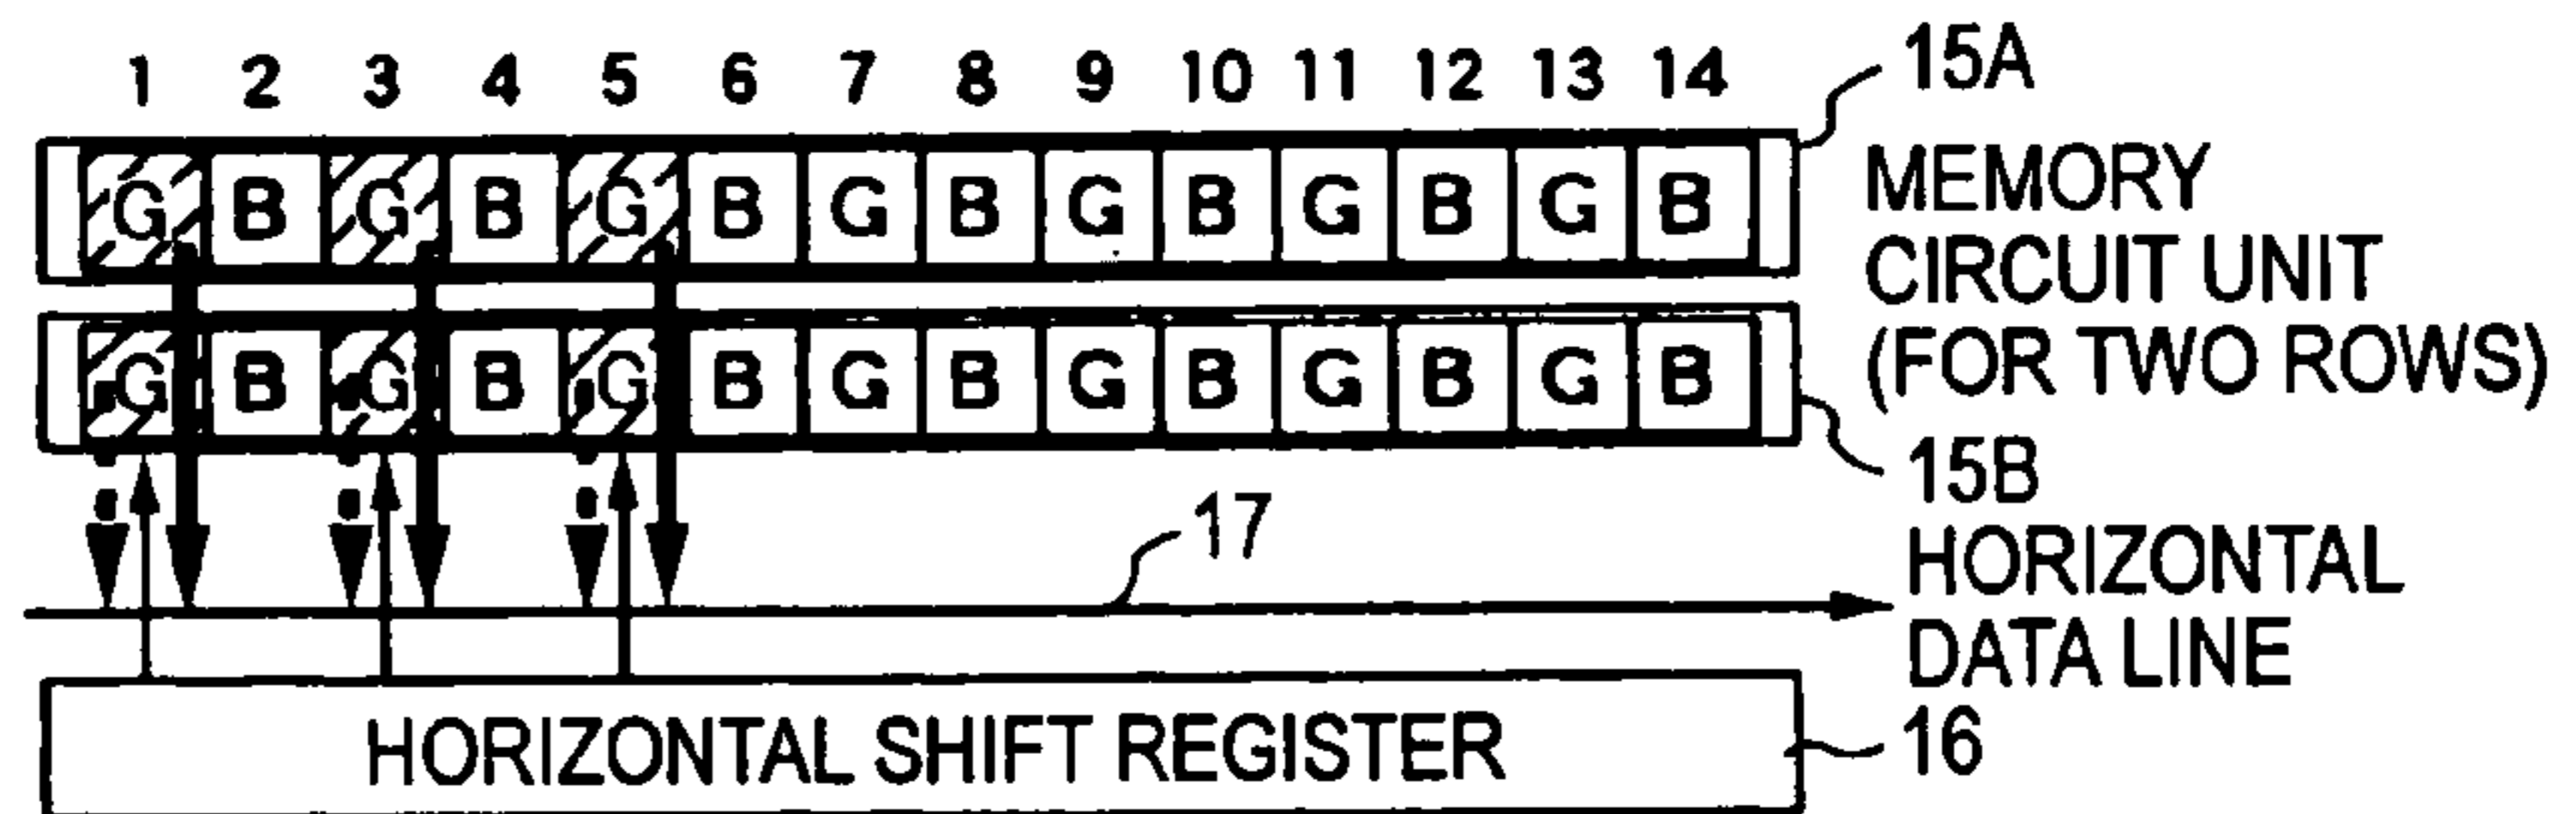 1 2 3 4 5 6 7 8 9 10 11 12 13 14
15A
G B G B G B G B G B G B G B
MEMORY
CIRCUIT UNIT
(FOR TWO ROWS)
G B G B G B G B G B G B G B
15B
17
HORIZONTAL
DATA LINE
HORIZONTAL SHIFT REGISTER
16